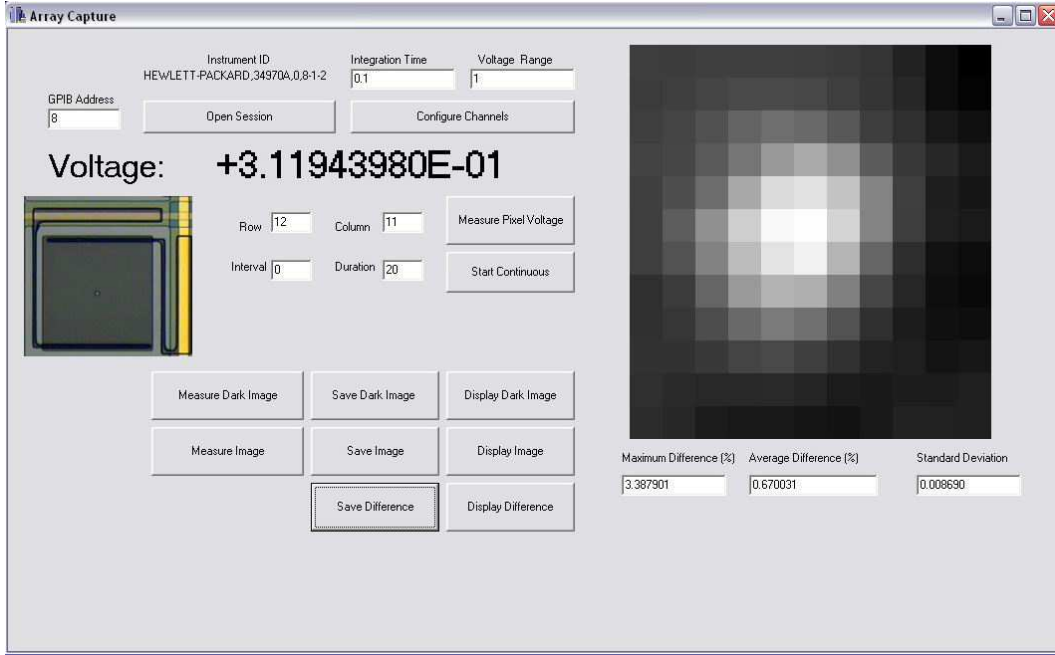 Array Capture
Instrument ID
HEWLETT-PACKARD,34970A,0,8-1-2
Integration Time
0.1
Voltage Range
1
GPIB Address
8
Open Session
Configure Channels
Voltage: +3.11943980E-01
Row 12
Column 11
Measure Pixel Voltage
Interval 0
Duration 20
Start Continuous
Measure Dark Image
Save Dark Image
Display Dark Image
Measure Image
Save Image
Display Image
Save Difference
Display Difference
Maximum Difference (%)
3.387901
Average Difference (%)
0.670031
Standard Deviation
0.008690